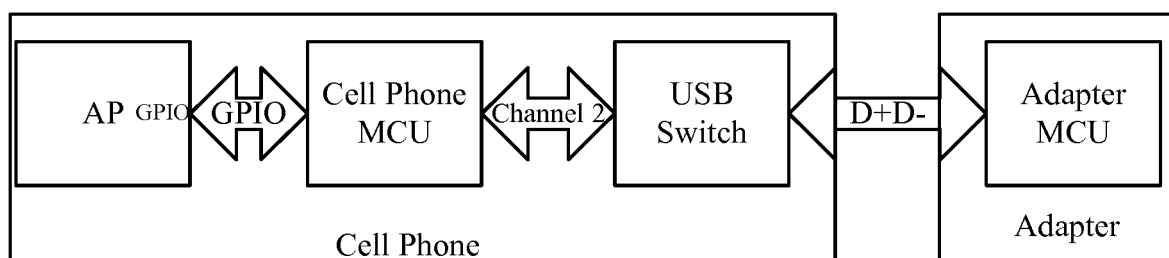 AP GPIO
GPIO
Cell Phone
MCU
Channel 2
USB
Switch
D+D-
Adapter
MCU
Cell Phone
Adapter